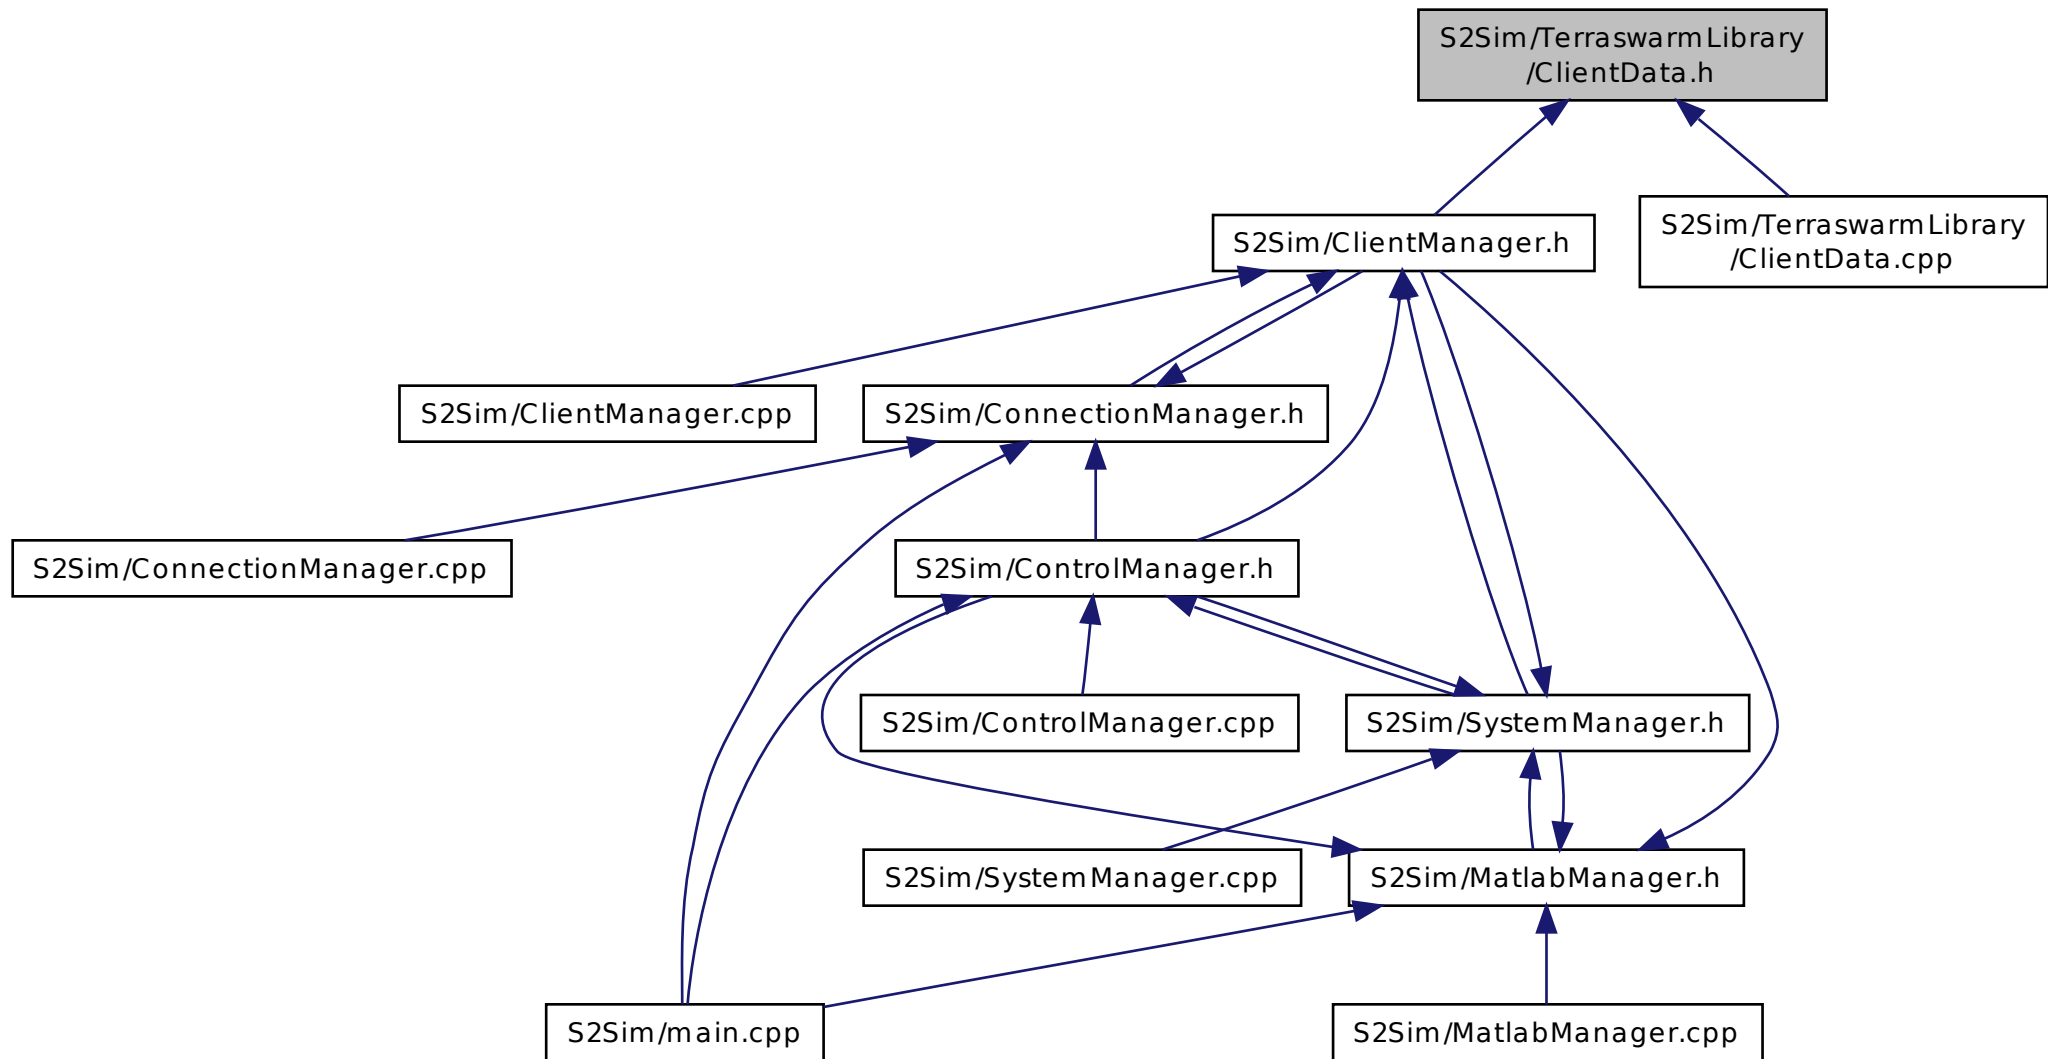 S2Sim/TerraswarmLibrary
/ClientData.h
S2Sim/ClientManager.h
S2Sim/TerraswarmLibrary
/ClientData.cpp
S2Sim/ClientManager.cpp
S2Sim/ConnectionManager.h
S2Sim/ConnectionManager.cpp
S2Sim/ControlManager.h
S2Sim/ControlManager.cpp
S2Sim/SystemManager.h
S2Sim/SystemManager.cpp
S2Sim/MatlabManager.h
S2Sim/main.cpp
S2Sim/MatlabManager.cpp